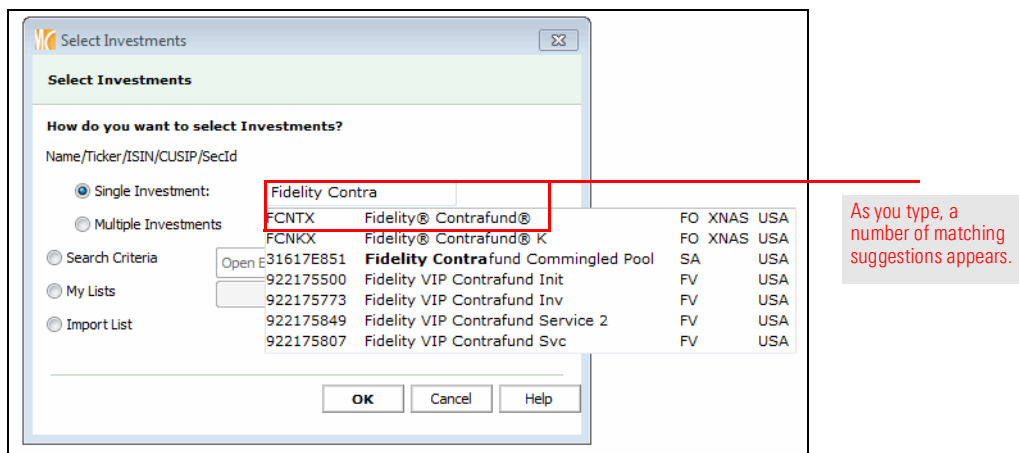 Select Investments
Select Investments
How do you want to select Investments?
Name/Ticker/ISIN/CUSIP/SecId
Single Investment:
Fidelity Contra
Multiple Investments
FCNTX Fidelity® Contrafund® FO XNAS USA
FCNKX Fidelity® Contrafund® K FO XNAS USA
Search Criteria
Open
31617E851 Fidelity Contrafund Commingled Pool SA USA
922175500 Fidelity VIP Contrafund Init FV USA
My Lists
922175773 Fidelity VIP Contrafund Inv FV USA
Import List
922175849 Fidelity VIP Contrafund Service 2 FV USA
922175807 Fidelity VIP Contrafund Svc FV USA
OK Cancel Help
As you type, a
number of matching
suggestions appears.